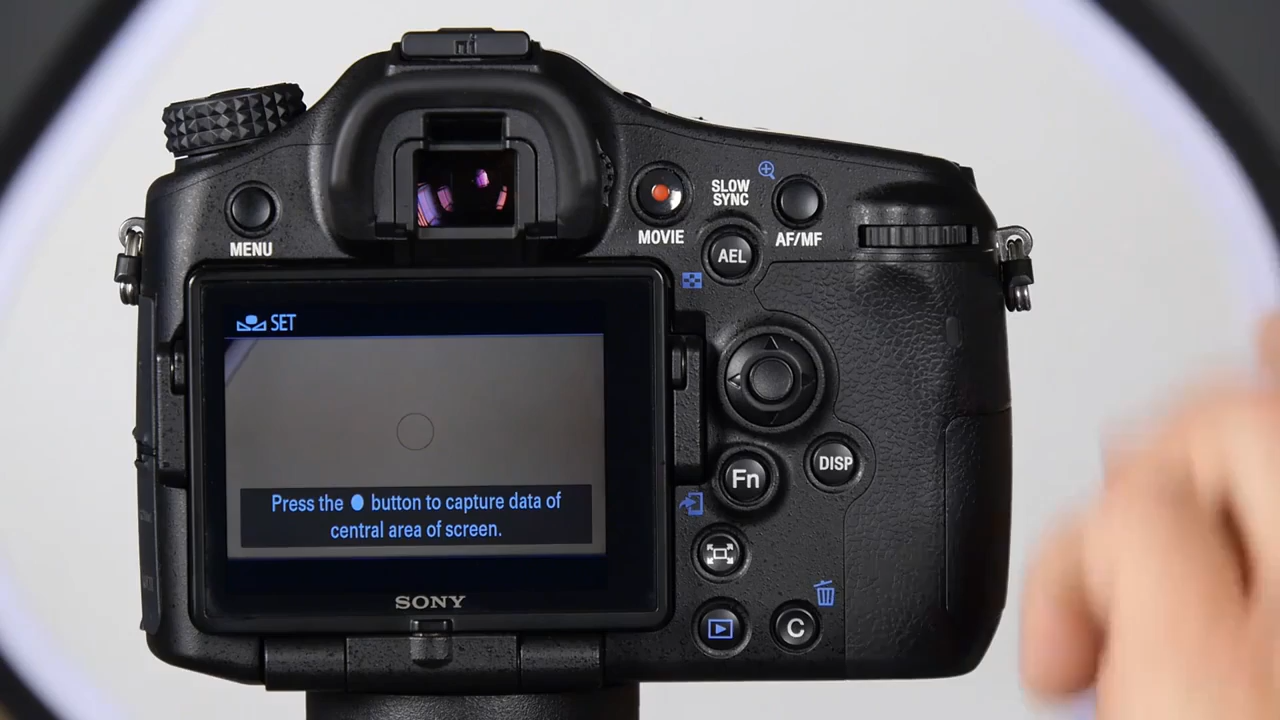 MENU
MOVIE
SLOW
SYNC
AF/MF
AEL
SET
Press the ● button to capture data of
central area of screen.
DISP
Fn
SONY
C